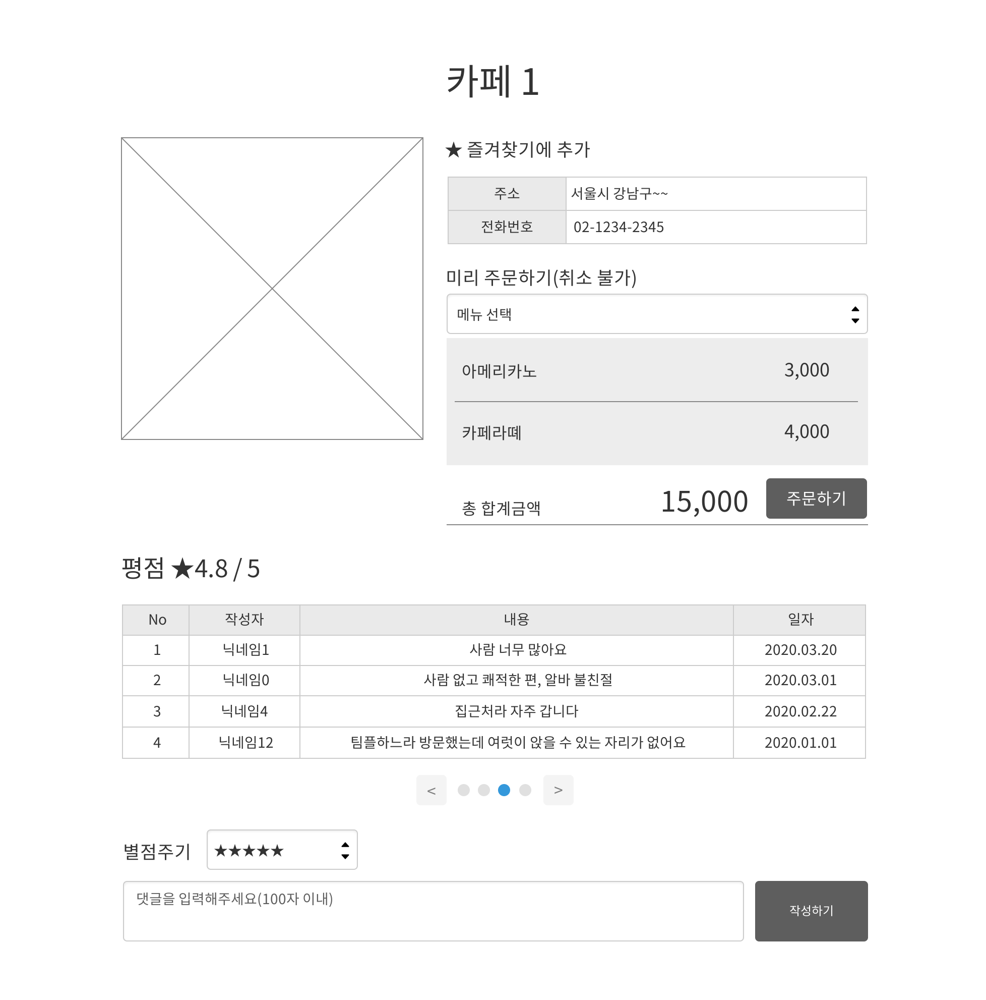 카페 1
★ 즐겨찾기에 추가
주소 서울시 강남구~~
전화번호 02-1234-2345
미리 주문하기(취소 불가)
메뉴 선택
아메리카노 3,000
카페라떼 4,000
총 합계금액 15,000 주문하기
평점 ★4.8 / 5
No 작성자 내용 일자
1 닉네임1 사람 너무 많아요 2020.03.20
2 닉네임0 사람 없고 쾌적한 편, 알바 불친절 2020.03.01
3 닉네임4 집근처라 자주 갑니다 2020.02.22
4 닉네임12 팀플하느라 방문했는데 여럿이 앉을 수 있는 자리가 없어요 2020.01.01
< >
별점주기 ★★★★★
댓글을 입력해주세요(100자 이내)
작성하기